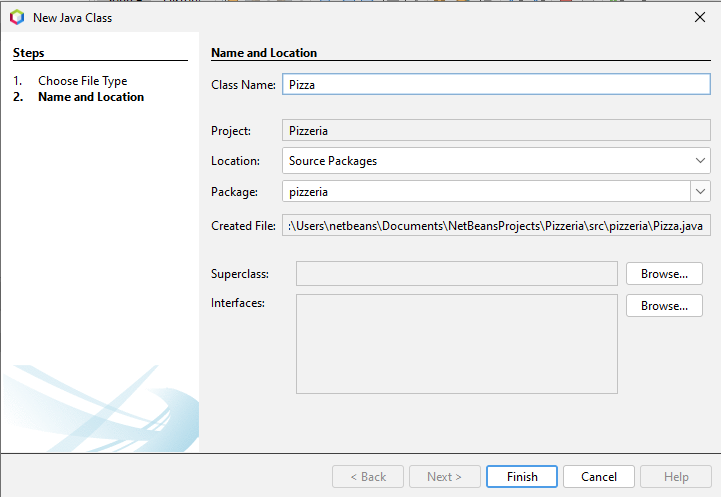 New Java Class
Steps
1. Choose File Type
2. Name and Location
Name and Location
Class Name: Pizza
Project: Pizzeria
Location: Source Packages
Package: pizzeria
Created File: :\Users\netbeans\Documents\NetBeansProjects\Pizzeria\src\pizzeria\Pizza.java
Superclass: Browse...
Interfaces: Browse...
< Back Next > Finish Cancel Help